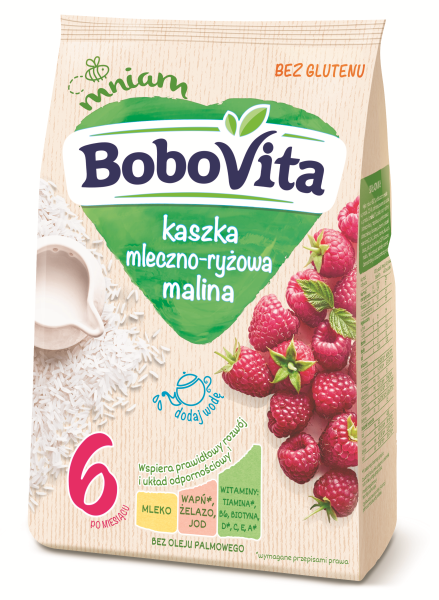 BEZ GLUTENU
mniam
BoboVita
kaszka
mleczno-ryżowa
malina
dodaj wodę
6
PO MIESIĄCU
Wspiera prawidłowy rozwój
i układ odpornościowy*
MLEKO
WAPŃ*,
ŻELAZO,
JOD
WITAMINY:
TIAMINA*,
B6, BIOTYNA,
D*, C, E, A*
BEZ OLEJU PALMOWEGO
*wymagane przepisami prawa